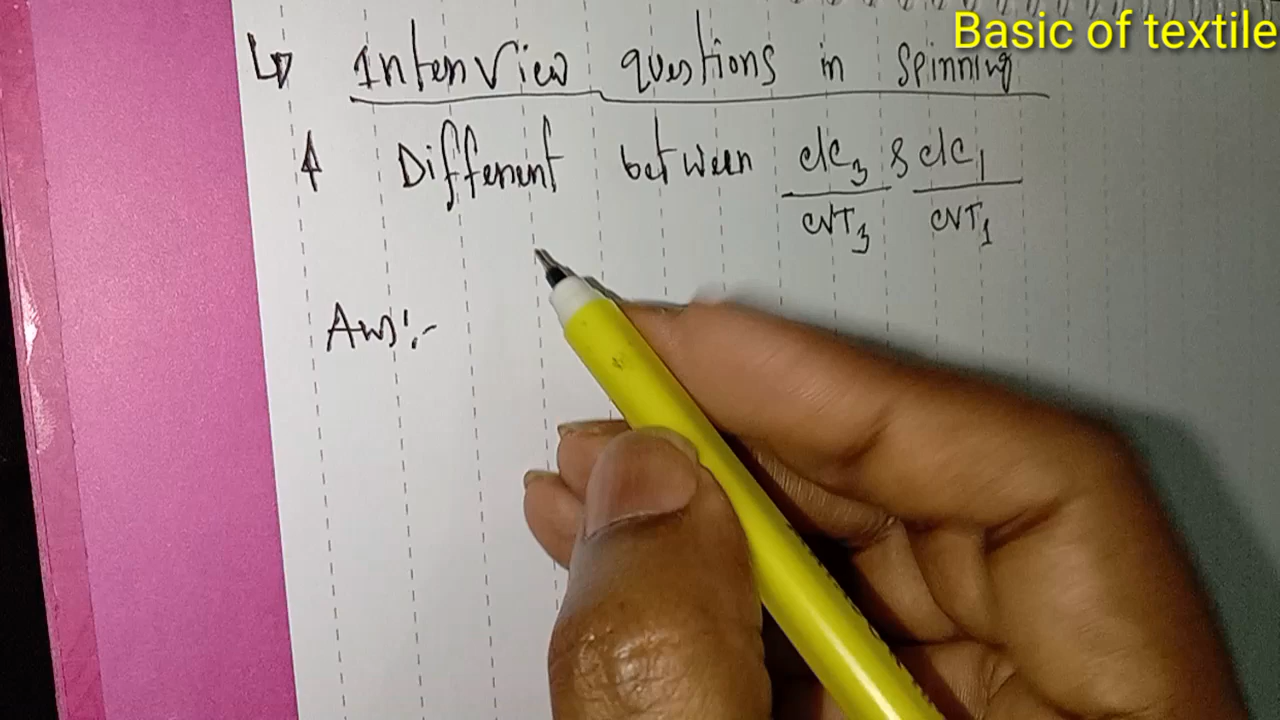 Basic of textile
Interview questions in spinning
Different between CLC3 & CLC1
CVT3 CVT1
Ans:-